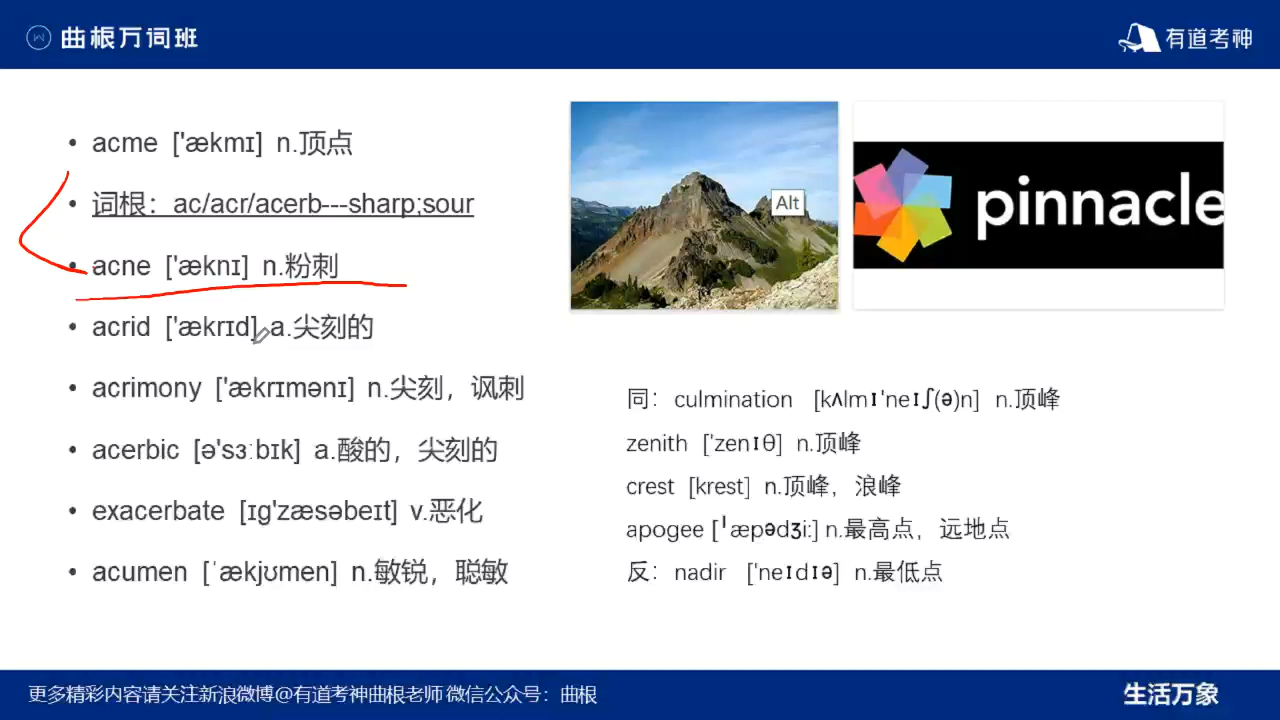 曲根万词班
有道考神
acme ['ækmɪ] n.顶点
词根：ac/acr/acerb---sharp;sour
acne ['æknɪ] n.粉刺
acrid ['ækrɪd] a.尖刻的
acrimony ['ækrɪmənɪ] n.尖刻，讽刺
acerbic [ə'sɜːbɪk] a.酸的，尖刻的
exacerbate [ɪg'zæsəbeɪt] v.恶化
acumen [ˈækjʊmen] n.敏锐，聪敏
Alt
pinnacle
同：culmination [kʌlmɪ'neɪʃ(ə)n] n.顶峰
zenith ['zenɪθ] n.顶峰
crest [krest] n.顶峰，浪峰
apogee [ˈæpədʒiː] n.最高点，远地点
反：nadir ['neɪdɪə] n.最低点
更多精彩内容请关注新浪微博@有道考神曲根老师 微信公众号：曲根
生活万象